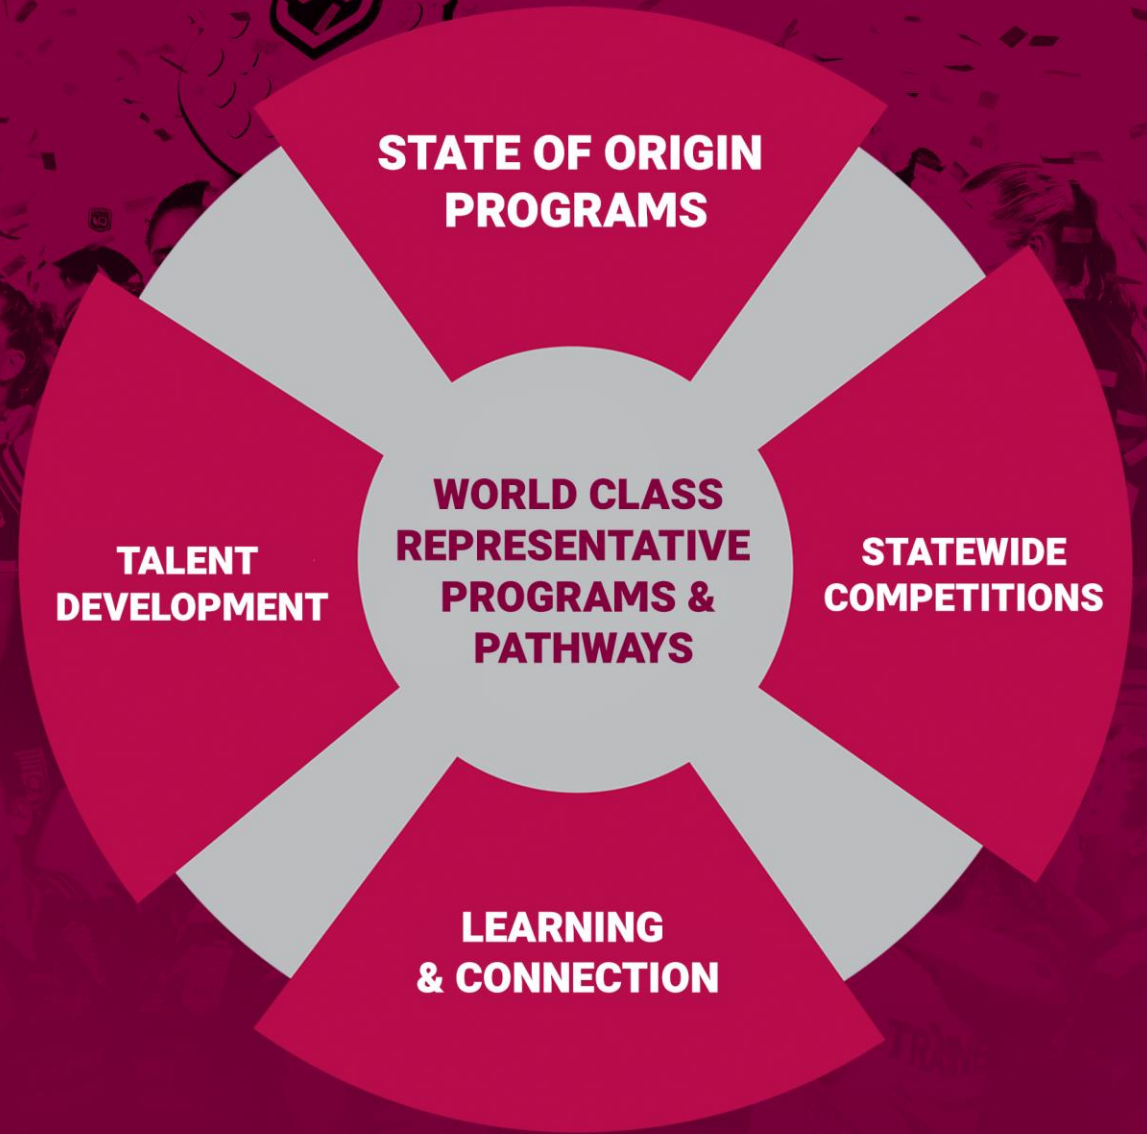 STATE OF ORIGIN
PROGRAMS
WORLD CLASS
REPRESENTATIVE
PROGRAMS &
PATHWAYS
TALENT
DEVELOPMENT
STATEWIDE
COMPETITIONS
LEARNING
& CONNECTION